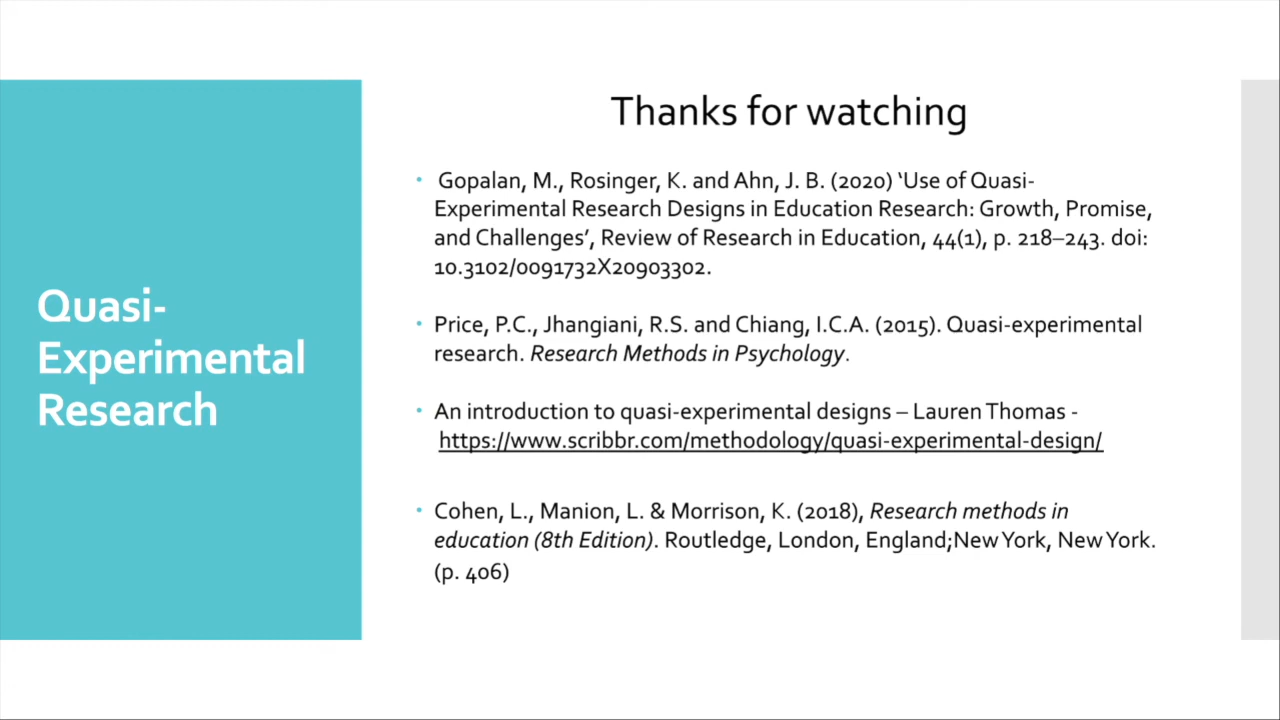 Quasi-
Experimental
Research
Thanks for watching
• Gopalan, M., Rosinger, K. and Ahn, J. B. (2020) ‘Use of Quasi-
Experimental Research Designs in Education Research: Growth, Promise,
and Challenges’, Review of Research in Education, 44(1), p. 218–243. doi:
10.3102/0091732X20903302.
• Price, P.C., Jhangiani, R.S. and Chiang, I.C.A. (2015). Quasi-experimental
research. Research Methods in Psychology.
• An introduction to quasi-experimental designs – Lauren Thomas -
https://www.scribbr.com/methodology/quasi-experimental-design/
• Cohen, L., Manion, L. & Morrison, K. (2018), Research methods in
education (8th Edition). Routledge, London, England;New York, New York.
(p. 406)